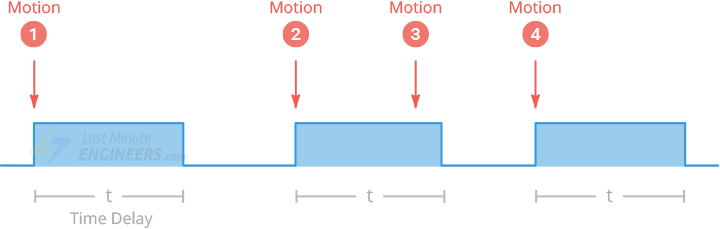 Motion Motion Motion Motion
1 2 3 4
Last Minute
ENGINEERS.com
t t t
Time Delay